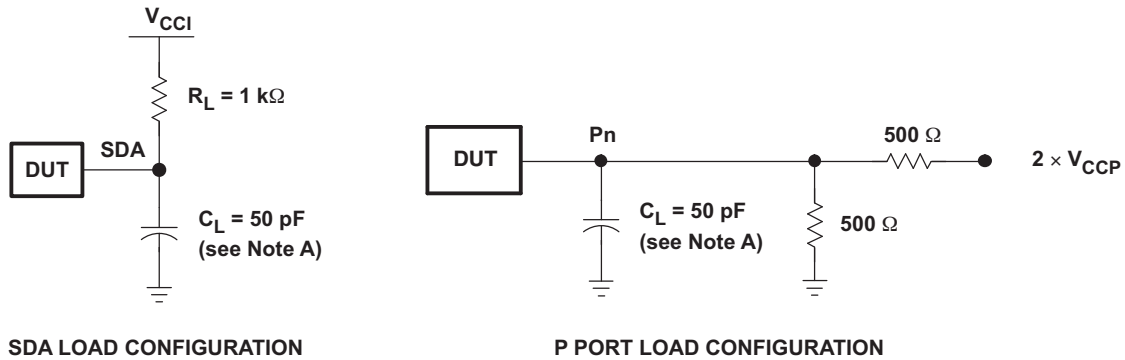 V_CCI
R_L = 1 kΩ
SDA
DUT
C_L = 50 pF
(see Note A)
SDA LOAD CONFIGURATION
DUT
Pn
500 Ω
2 × V_CCP
C_L = 50 pF
(see Note A)
500 Ω
P PORT LOAD CONFIGURATION